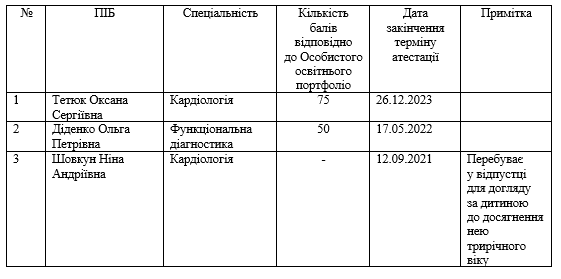 №
ПІБ
Спеціальність
Кількість
балів
відповідно
до Особистого
освітнього
портфоліо
Дата
закінчення
терміну
атестації
Примітка
1
Тетюк Оксана
Сергіївна
Кардіологія
75
26.12.2023
2
Діденко Ольга
Петрівна
Функціональна
діагностика
50
17.05.2022
3
Шовкун Ніна
Андріївна
Кардіологія
-
12.09.2021
Перебуває
у відпустці
для догляду
за дитиною
до досягнення
нею
трирічного
віку